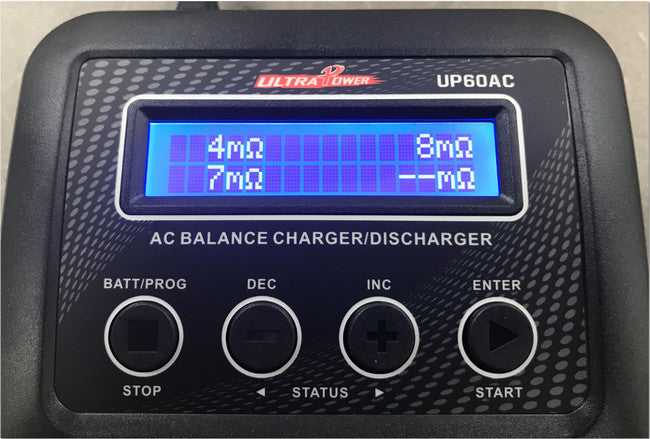 ULTRA POWER UP60AC
4mΩ 8mΩ
7mΩ --mΩ
AC BALANCE CHARGER/DISCHARGER
BATT/PROG DEC INC ENTER
STOP ◄ STATUS ► START